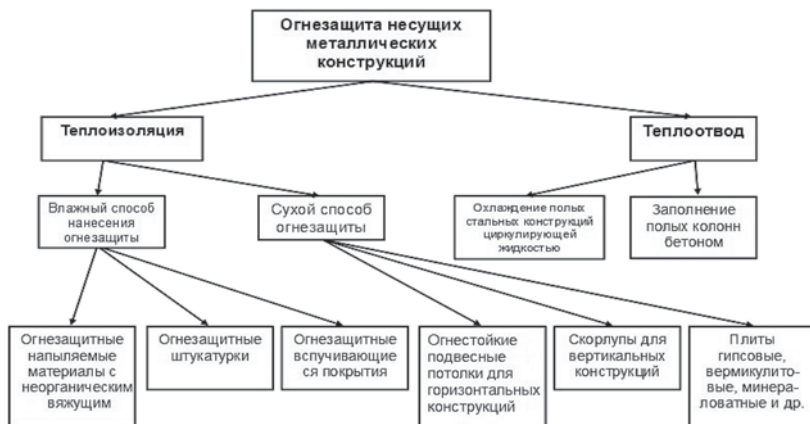 Огнезащита несущих
металлических
конструкций
Теплоизоляция
Теплоотвод
Влажный способ
нанесения
огнезащиты
Сухой способ
огнезащиты
Охлаждение полых
стальных конструкций
циркулирующей
жидкостью
Заполнение
полых колонн
бетоном
Огнезащитные
напыляемые
материалы с
неорганическим
вяжущим
Огнезащитные
штукатурки
Огнезащитные
вспучивающие
ся покрытия
Огнестойкие
подвесные
потолки для
горизонтальных
конструкций
Скорлупы для
вертикальных
конструкций
Плиты
гипсовые,
вермикулито-
вые, минера-
ловатные и др.